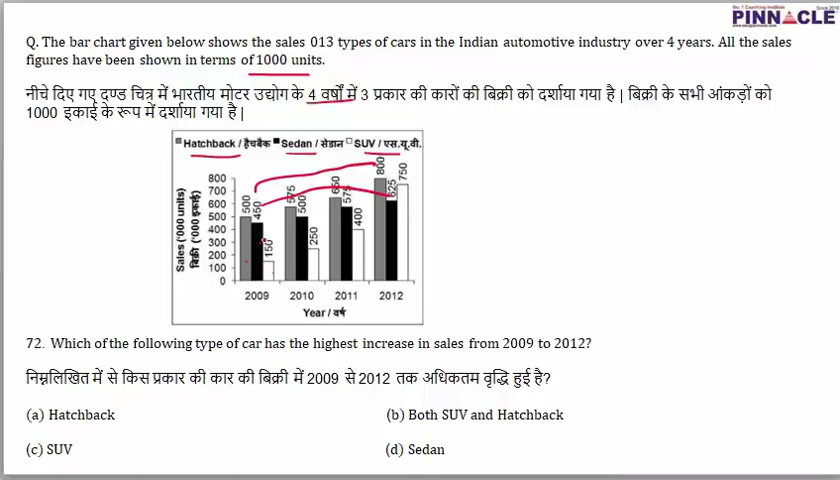 PINNACLE
Q. The bar chart given below shows the sales 013 types of cars in the Indian automotive industry over 4 years. All the sales
figures have been shown in terms of 1000 units.
नीचे दिए गए दण्ड चित्र में भारतीय मोटर उद्योग के 4 वर्षों में 3 प्रकार की कारों की बिक्री को दर्शाया गया है | बिक्री के सभी आंकड़ों को
1000 इकाई के रूप में दर्शाया गया है |
Hatchback / हैचबैक Sedan / सेडान SUV / एस.यू.वी.
Sales ('000 units)
बिक्री ('000 इकाई)
800
700
600
500
400
300
200
100
0
500 450 150
575 500 250
650 575 400
800 625 750
2009 2010 2011 2012
Year / वर्ष
72. Which of the following type of car has the highest increase in sales from 2009 to 2012?
निम्नलिखित में से किस प्रकार की कार की बिक्री में 2009 से 2012 तक अधिकतम वृद्धि हुई है?
(a) Hatchback (b) Both SUV and Hatchback
(c) SUV (d) Sedan